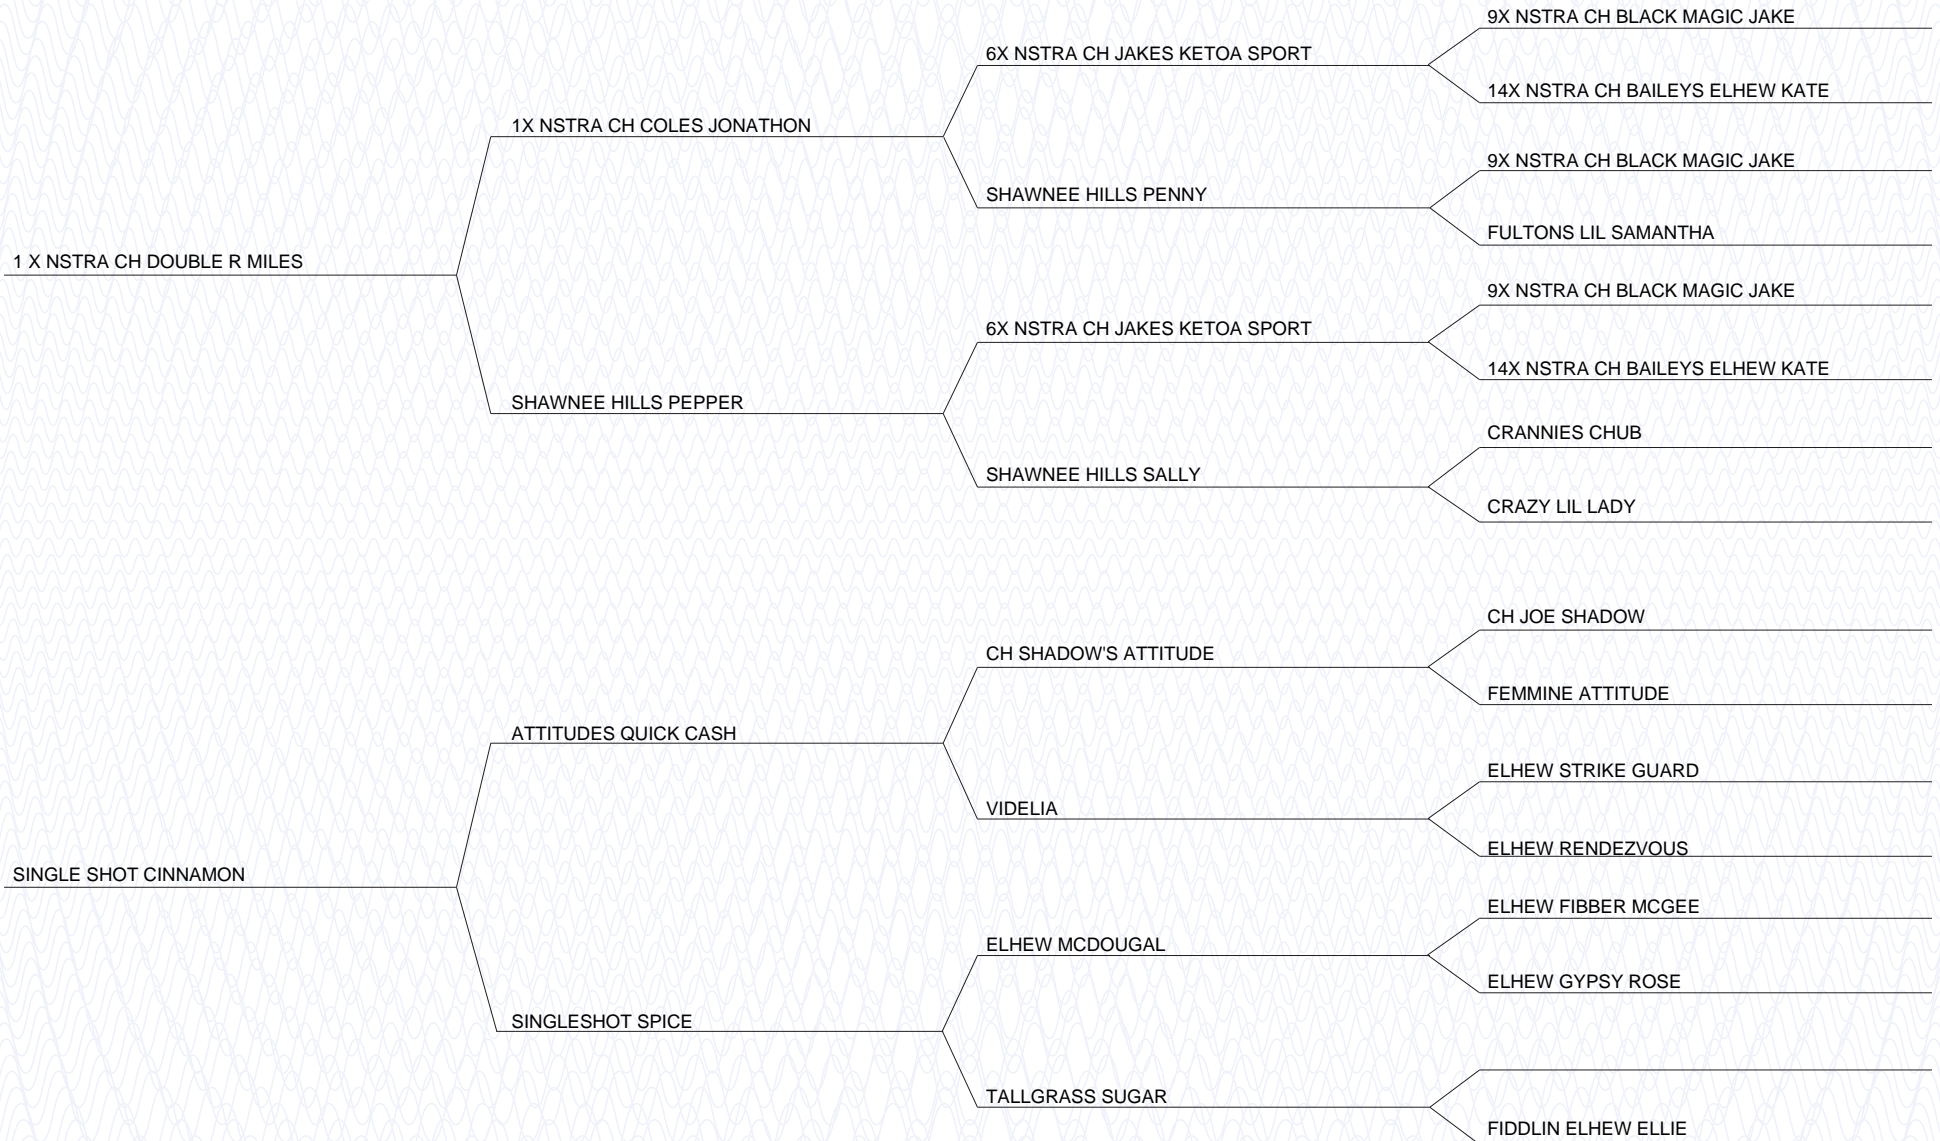 9X NSTRA CH BLACK MAGIC JAKE
6X NSTRA CH JAKES KETOA SPORT
14X NSTRA CH BAILEYS ELHEW KATE
1X NSTRA CH COLES JONATHON
9X NSTRA CH BLACK MAGIC JAKE
SHAWNEE HILLS PENNY
FULTONS LIL SAMANTHA
1 X NSTRA CH DOUBLE R MILES
9X NSTRA CH BLACK MAGIC JAKE
6X NSTRA CH JAKES KETOA SPORT
14X NSTRA CH BAILEYS ELHEW KATE
SHAWNEE HILLS PEPPER
CRANNIES CHUB
SHAWNEE HILLS SALLY
CRAZY LIL LADY
CH JOE SHADOW
CH SHADOW'S ATTITUDE
FEMMINE ATTITUDE
ATTITUDES QUICK CASH
ELHEW STRIKE GUARD
VIDELIA
ELHEW RENDEZVOUS
SINGLE SHOT CINNAMON
ELHEW FIBBER MCGEE
ELHEW MCDOUGAL
ELHEW GYPSY ROSE
SINGLESHOT SPICE
TALLGRASS SUGAR
FIDDLIN ELHEW ELLIE